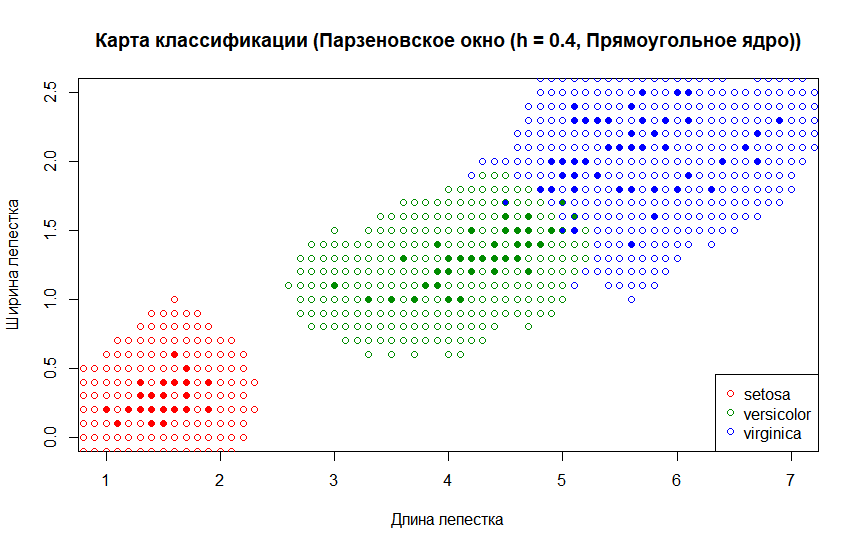 Карта классификации (Парзеновское окно (h = 0.4, Прямоугольное ядро))
Ширина лепестка
2.5
2.0
1.5
1.0
0.5
0.0
setosa
versicolor
virginica
1 2 3 4 5 6 7
Длина лепестка